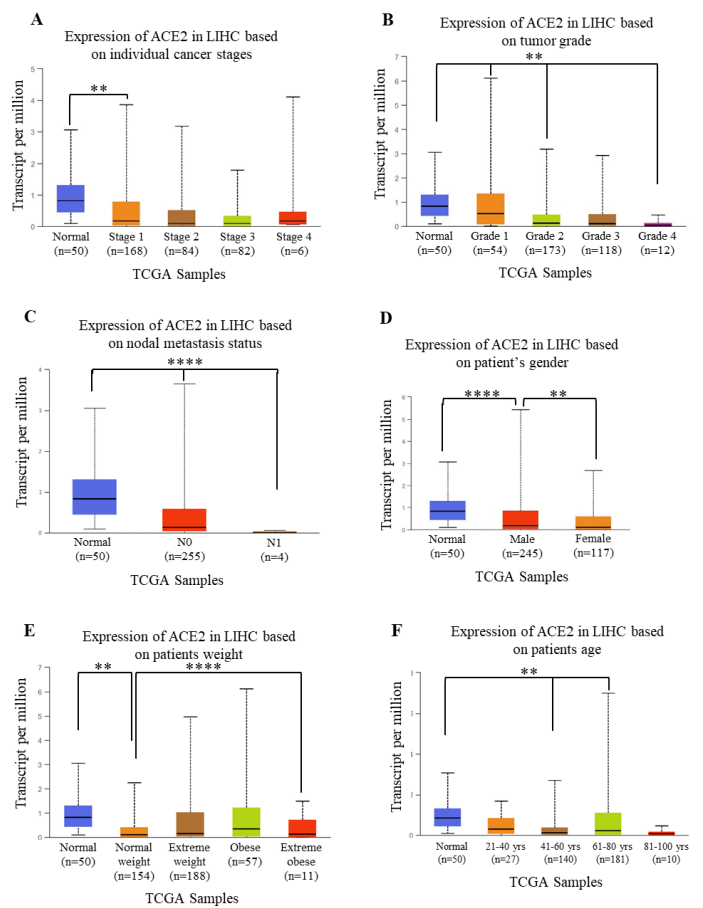 A
Expression of ACE2 in LIHC based
on individual cancer stages
**
Transcript per million
5
4
3
2
1
0
Normal Stage 1 Stage 2 Stage 3 Stage 4
(n=50) (n=168) (n=84) (n=82) (n=6)
TCGA Samples
B
Expression of ACE2 in LIHC based
on tumor grade
**
Transcript per million
7
6
5
4
3
2
1
0
Normal Grade 1 Grade 2 Grade 3 Grade 4
(n=50) (n=54) (n=173) (n=118) (n=12)
TCGA Samples
C
Expression of ACE2 in LIHC based
on nodal metastasis status
****
Transcript per million
4
3
2
1
0
Normal N0 N1
(n=50) (n=255) (n=4)
TCGA Samples
D
Expression of ACE2 in LIHC based
on patient’s gender
**** **
Transcript per million
6
5
4
3
2
1
0
Normal Male Female
(n=50) (n=245) (n=117)
TCGA Samples
E
Expression of ACE2 in LIHC based
on patients weight
** ****
Transcript per million
7
6
5
4
3
2
1
0
Normal Normal Extreme Obese Extreme
(n=50) weight weight (n=57) obese
(n=154) (n=188) (n=11)
TCGA Samples
F
Expression of ACE2 in LIHC based
on patients age
**
Transcript per million
2
0
Normal 21-40 yrs 41-60 yrs 61-80 yrs 81-100 yrs
(n=50) (n=27) (n=140) (n=181) (n=10)
TCGA Samples